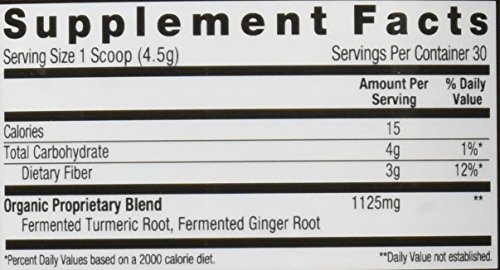 Supplement Facts
Serving Size 1 Scoop (4.5g) Servings Per Container 30
Amount Per Serving % Daily Value
Calories 15
Total Carbohydrate 4g 1%*
Dietary Fiber 3g 12%*
Organic Proprietary Blend 1125mg **
Fermented Turmeric Root, Fermented Ginger Root
*Percent Daily Values based on a 2000 calorie diet. **Daily Value not established.